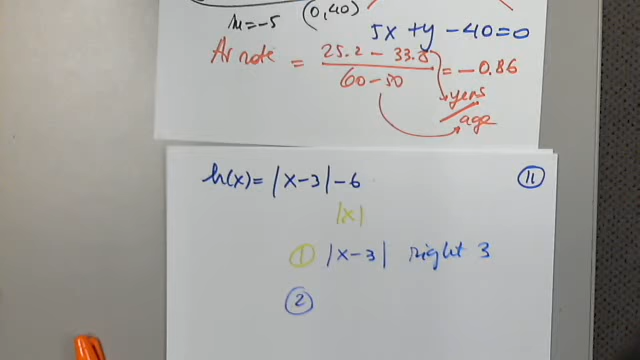 m=-5 (0,40)
5x+y-40=0
Av rate = 25.2 - 33.8 / 60-50 = -0.86
years / age
h(x)= |x-3|-6 11
|x|
1 |x-3| right 3
2